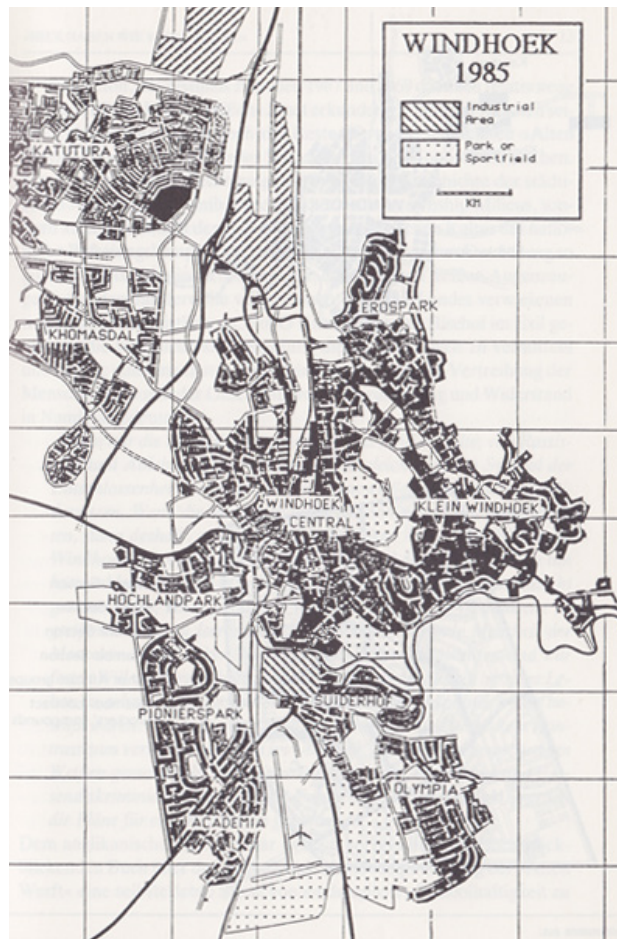 WINDHOEK
1985
Industrial
Area
Park or
Sportfield
KM
KATUTURA
EROSPARK
KHOMASDAL
WINDHOEK
CENTRAL
KLEIN WINDHOEK
HOCHLANDPARK
SUIDERHOF
PIONIERSPARK
OLYMPIA
ACADEMIA